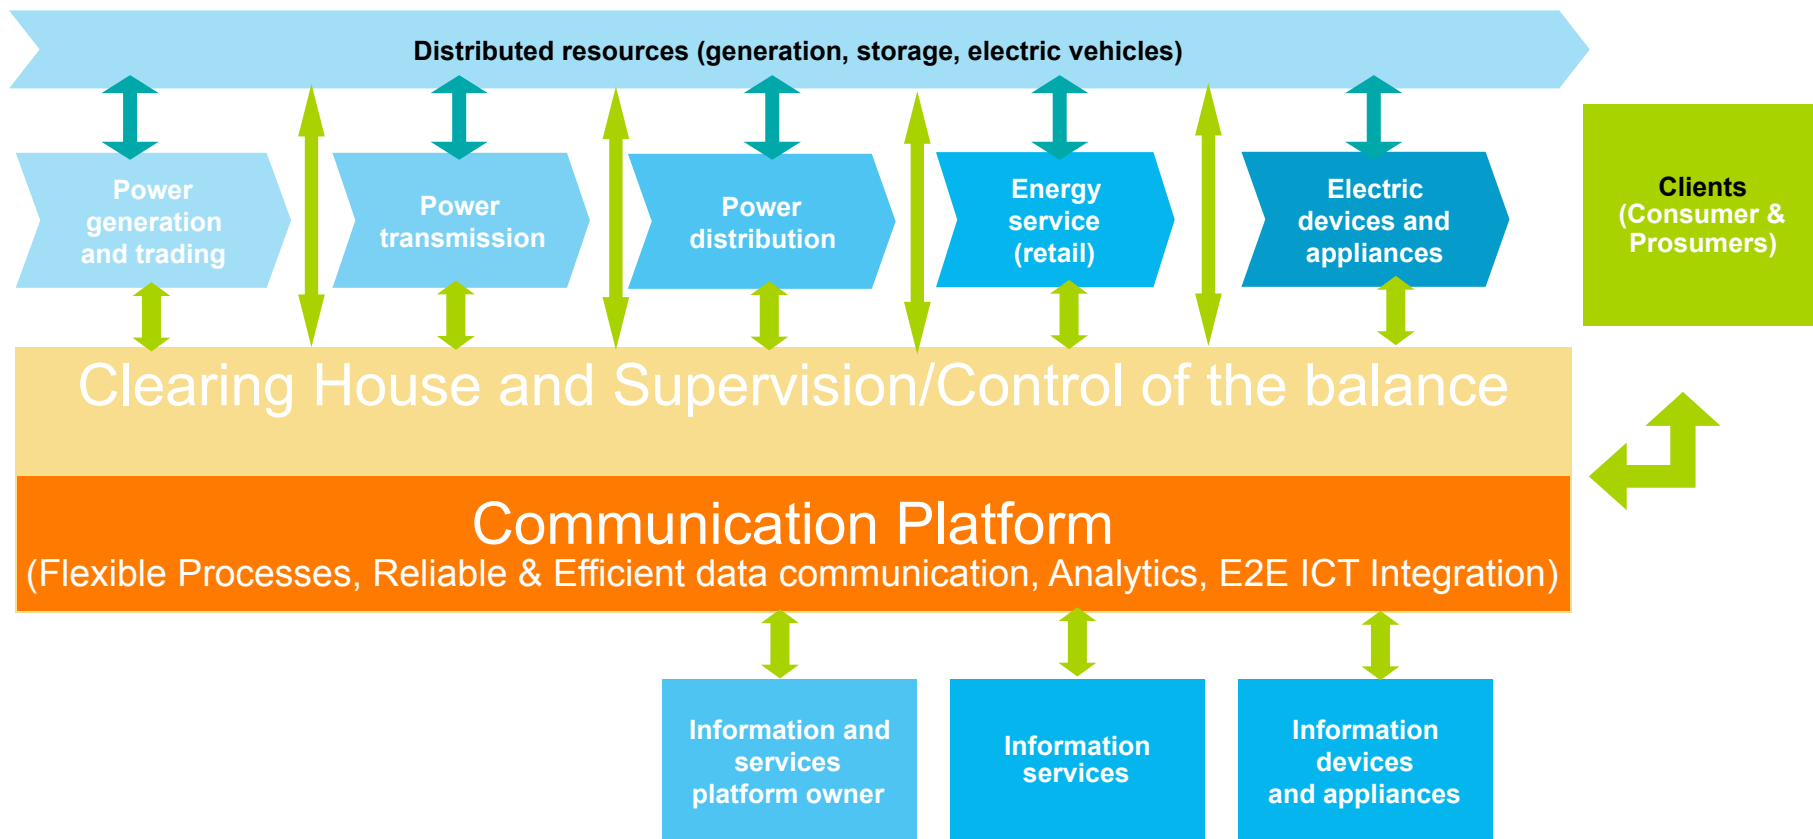 Distributed resources (generation, storage, electric vehicles)
Power
generation
and trading
Power
transmission
Power
distribution
Energy
service
(retail)
Electric
devices and
appliances
Clients
(Consumer &
Prosumers)
Clearing House and Supervision/Control of the balance
Communication Platform
(Flexible Processes, Reliable & Efficient data communication, Analytics, E2E ICT Integration)
Information and
services
platform owner
Information
services
Information
devices
and appliances